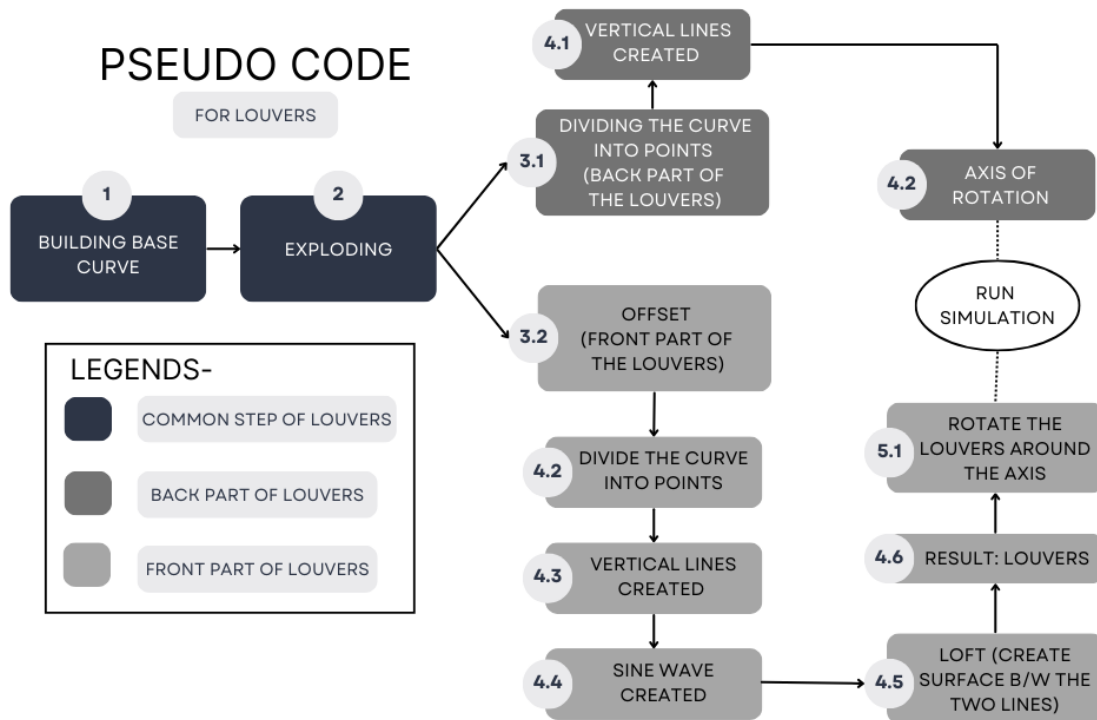 PSEUDO CODE
FOR LOUVERS
1
BUILDING BASE
CURVE
2
EXPLODING
3.1
DIVIDING THE CURVE
INTO POINTS
(BACK PART OF
THE LOUVERS)
4.1
VERTICAL LINES
CREATED
4.2
AXIS OF
ROTATION
RUN
SIMULATION
3.2
OFFSET
(FRONT PART OF
THE LOUVERS)
4.2
DIVIDE THE CURVE
INTO POINTS
4.3
VERTICAL LINES
CREATED
4.4
SINE WAVE
CREATED
4.5
LOFT (CREATE
SURFACE B/W THE
TWO LINES)
4.6
RESULT: LOUVERS
5.1
ROTATE THE
LOUVERS AROUND
THE AXIS
LEGENDS-
COMMON STEP OF LOUVERS
BACK PART OF LOUVERS
FRONT PART OF LOUVERS